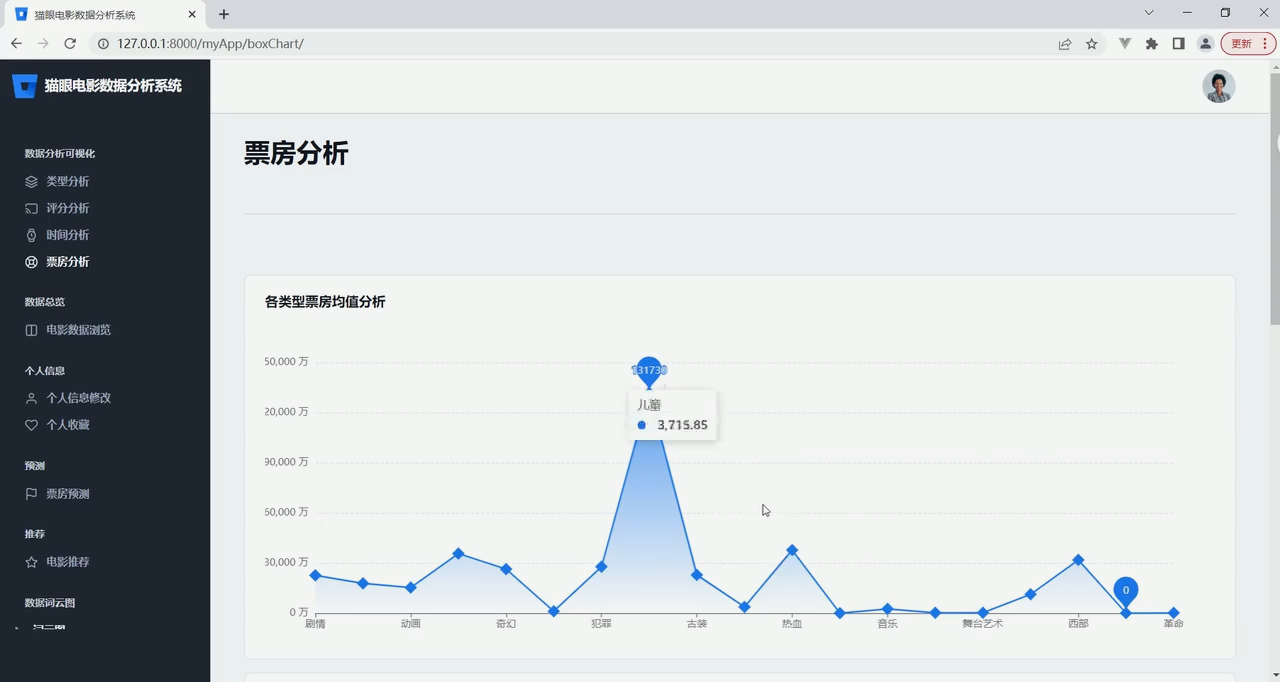 猫眼电影数据分析系统
127.0.0.1:8000/myApp/boxChart/
更新
猫眼电影数据分析系统
数据分析可视化
类型分析
评分分析
时间分析
票房分析
数据总览
电影数据浏览
个人信息
个人信息修改
个人收藏
预测
票房预测
推荐
电影推荐
数据词云图
票房分析
各类型票房均值分析
50,000 万
20,000 万
90,000 万
60,000 万
30,000 万
0 万
131730
3,715.85
0
剧情
动画
奇幻
犯罪
古装
热血
音乐
舞台艺术
西部
革命